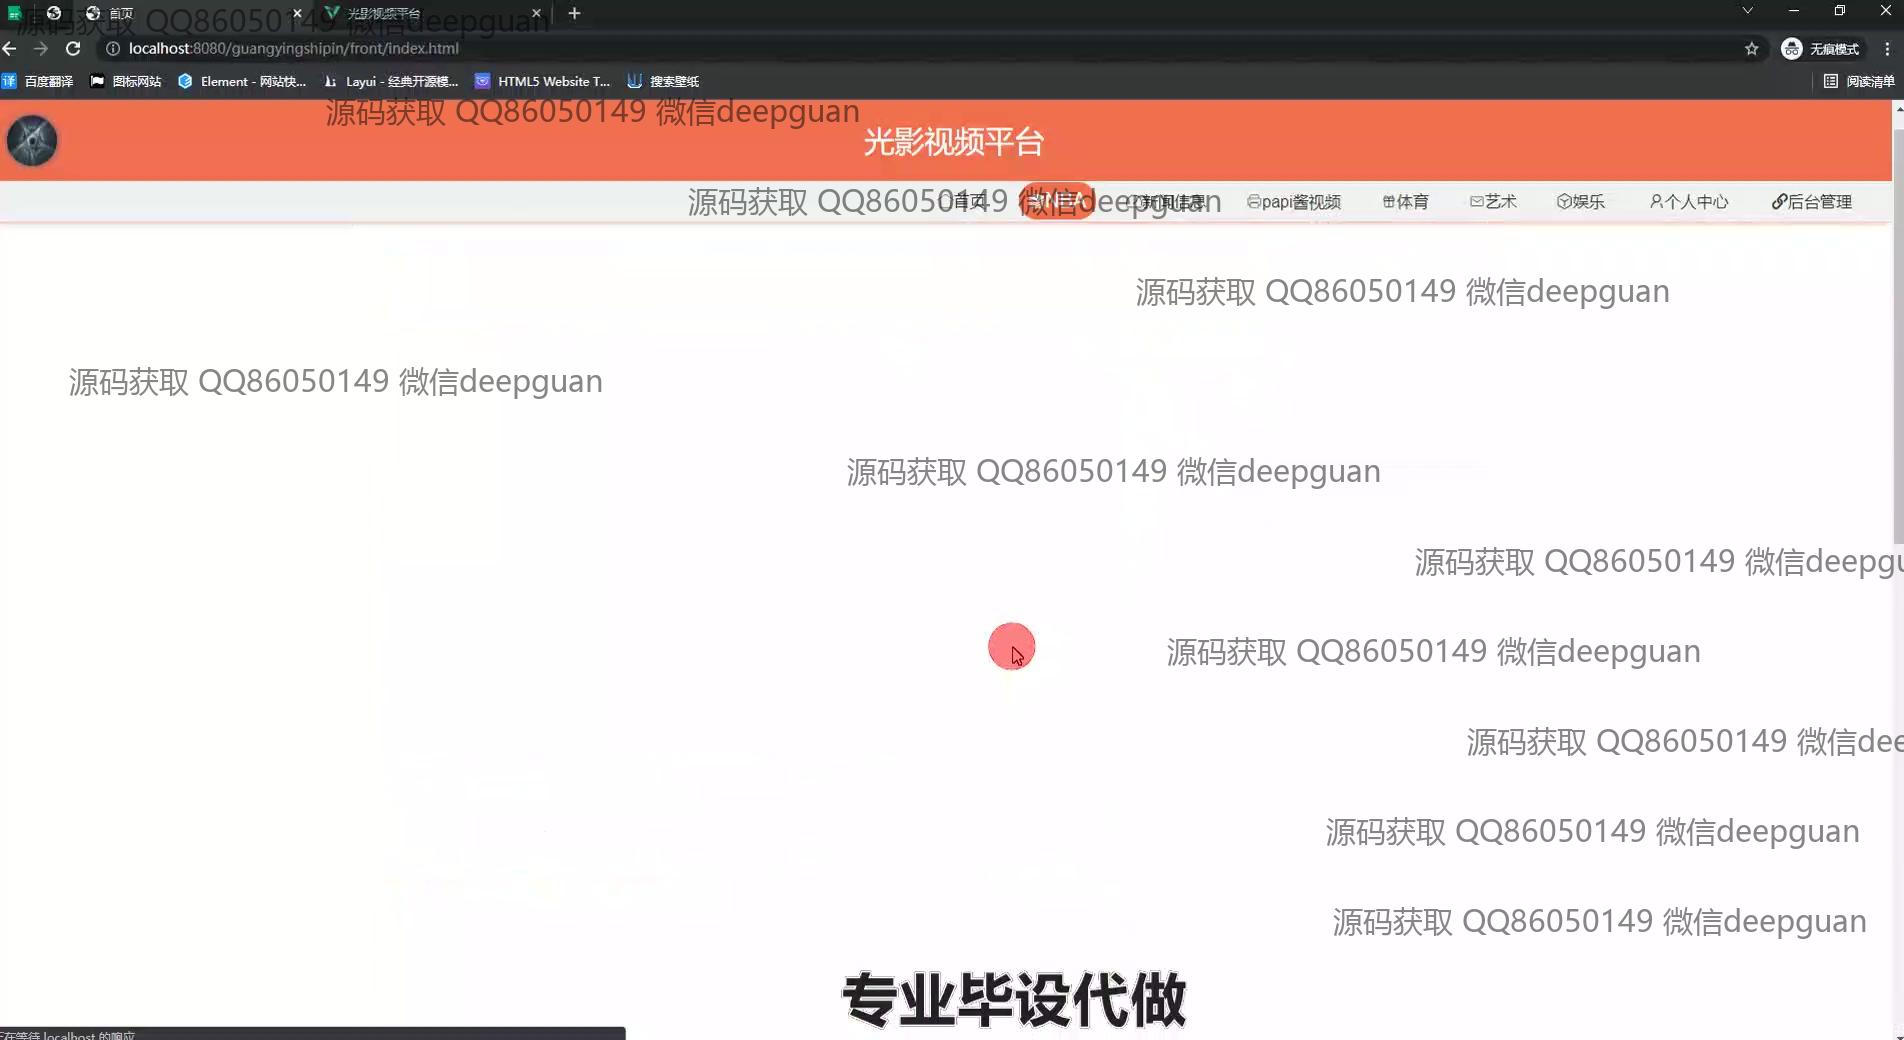 首页
光影视频平台
源码获取 QQ86050149 微信deepguan
localhost:8080/guangyingshipin/front/index.html
无痕模式
百度翻译
图标网站
Element - 网站快...
Layui - 经典开源模...
HTML5 Website T...
搜索壁纸
阅读清单
源码获取 QQ86050149 微信deepguan
光影视频平台
源码获取 QQ86050149 微信deepguan
首页
新闻信息
papi酱视频
体育
艺术
娱乐
个人中心
后台管理
源码获取 QQ86050149 微信deepguan
源码获取 QQ86050149 微信deepguan
源码获取 QQ86050149 微信deepguan
源码获取 QQ86050149 微信deepgu
源码获取 QQ86050149 微信deepguan
源码获取 QQ86050149 微信dee
源码获取 QQ86050149 微信deepguan
源码获取 QQ86050149 微信deepguan
专业毕设代做
在等待 localhost 的响应